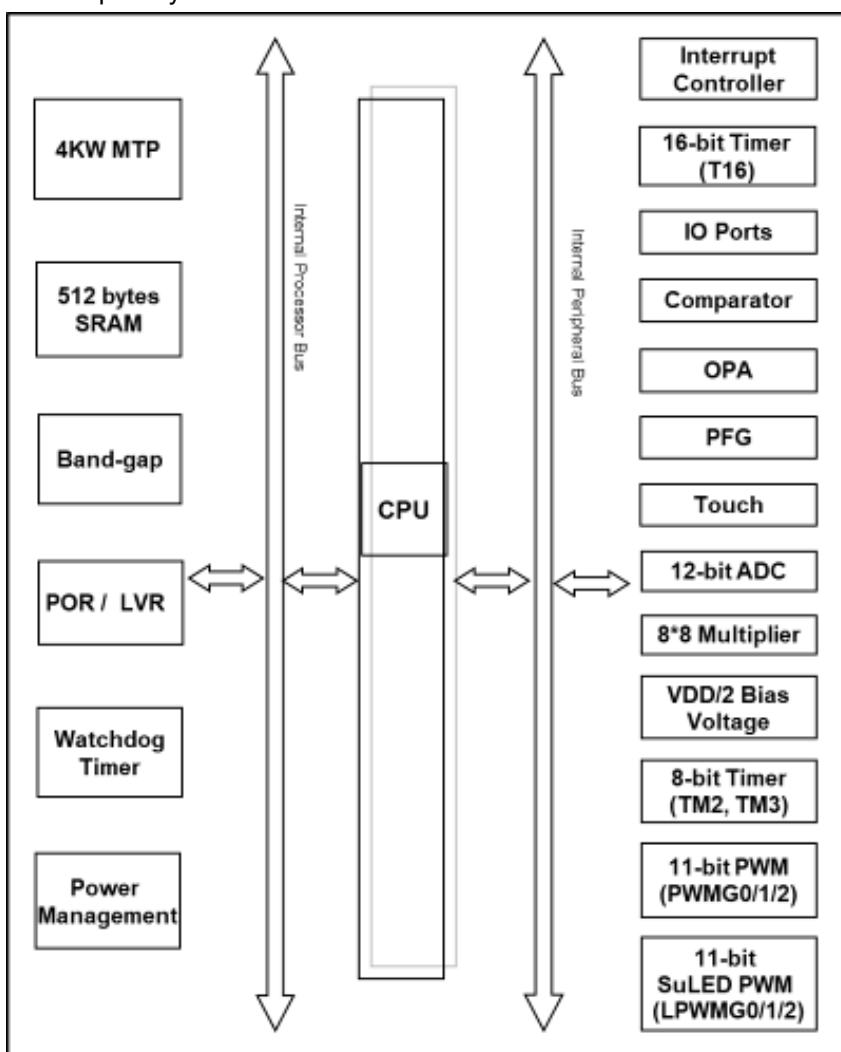 4KW MTP
512 bytes
SRAM
Band-gap
POR / LVR
Watchdog
Timer
Power
Management
Internal Processor Bus
CPU
Internal Peripheral Bus
Interrupt
Controller
16-bit Timer
(T16)
IO Ports
Comparator
OPA
PFG
Touch
12-bit ADC
8*8 Multiplier
VDD/2 Bias
Voltage
8-bit Timer
(TM2, TM3)
11-bit PWM
(PWMG0/1/2)
11-bit
SuLED PWM
(LPWMG0/1/2)